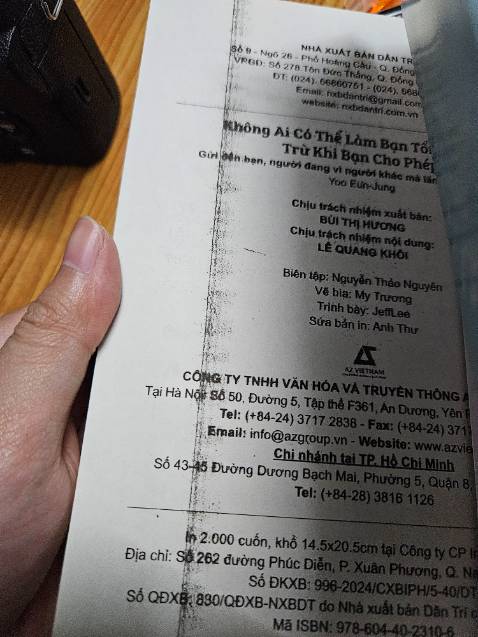 NHÀ XUẤT BẢN DÂN TR
Số 9 - Ngõ 26 - Phố Hoàng Cầu - Q. Đống
VPGD: Số 278 Tôn Đức Thắng, Q. Đống
ĐT: (024). 66860751 - (024). 668
Email: nxbdantri@gmail.com
website: nxbdantri.com.vn
Không Ai Có Thể Làm Bạn Tổ
Trừ Khi Bạn Cho Phép
Gửi đến bạn, người đang vì người khác mà
Yoo Eun-Jung
Chịu trách nhiệm xuất bản:
BÙI THỊ HƯƠNG
Chịu trách nhiệm nội dung:
LÊ QUANG KHÔI
Biên tập: Nguyễn Thảo Nguyên
Vẽ bìa: My Trương
Trình bày: JeffLee
Sửa bản in: Anh Thư
AZ VIETNAM
CÔNG TY TNHH VĂN HÓA VÀ TRUYỀN THÔNG A
Tại Hà Nội: Số 50, Đường 5, Tập thể F361, An Dương, Yên
Tel: (+84-24) 3717 2838 - Fax: (+84-24) 371
Email: info@azgroup.vn - Website: www.azvie
Chi nhánh tại TP. Hồ Chí Minh
Số 43-45 Đường Dương Bạch Mai, Phường 5, Quận 8,
Tel: (+84-28) 3816 1126
In 2.000 cuốn, khổ 14.5x20.5cm tại Công ty CP I
Địa chỉ: Số 262 đường Phúc Diễn, P. Xuân Phương, Q. Na
Số ĐKXB: 996-2024/CXBIPH/5-40/DT
Số QĐXB: 830/QĐXB-NXBDT do Nhà xuất bản Dân Trí c
Mã ISBN: 978-604-40-2310-6